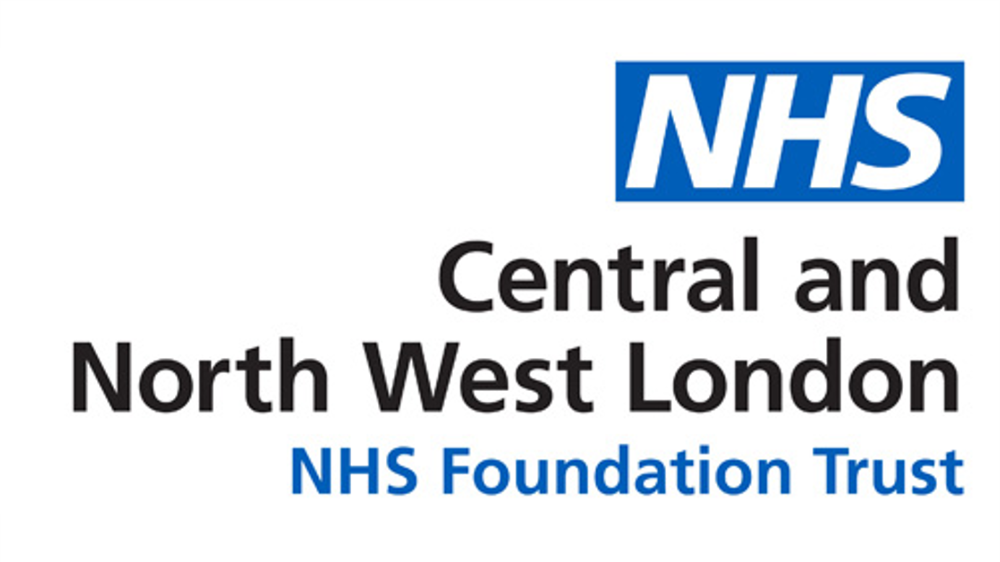 NHS
Central and
North West London
NHS Foundation Trust